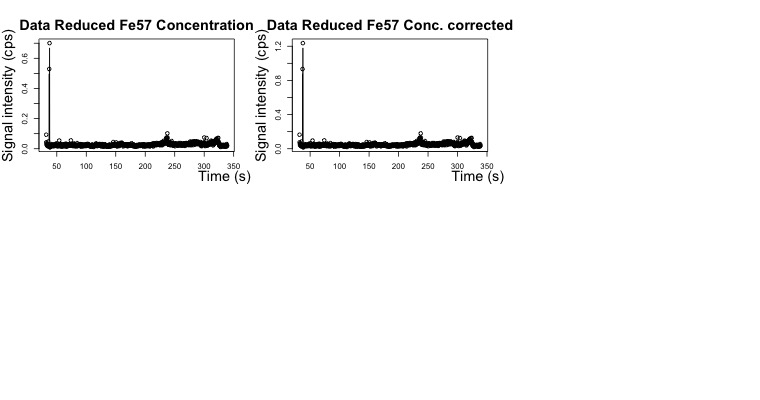 Data Reduced Fe57 Concentration
Signal intensity (cps)
0.0 0.2 0.4 0.6
50 100 150 200 250 300 350
Time (s)
Data Reduced Fe57 Conc. corrected
Signal intensity (cps)
0.0 0.4 0.8 1.2
50 100 150 200 250 300 350
Time (s)